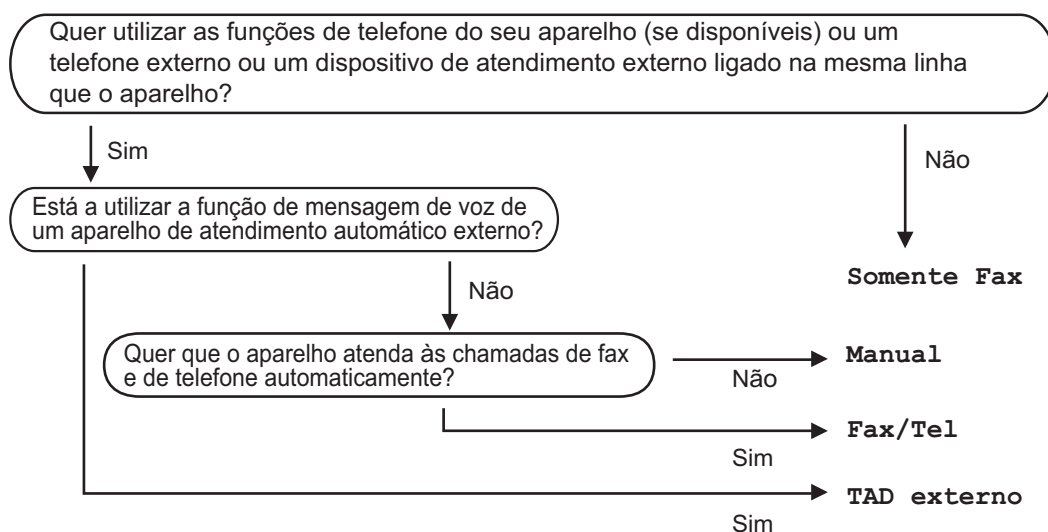 Quer utilizar as funções de telefone do seu aparelho (se disponíveis) ou um
telefone externo ou um dispositivo de atendimento externo ligado na mesma linha
que o aparelho?
Sim
Não
Está a utilizar a função de mensagem de voz de
um aparelho de atendimento automático externo?
Somente Fax
Não
Quer que o aparelho atenda às chamadas de fax
e de telefone automaticamente?
Manual
Não
Fax/Tel
Sim
TAD externo
Sim